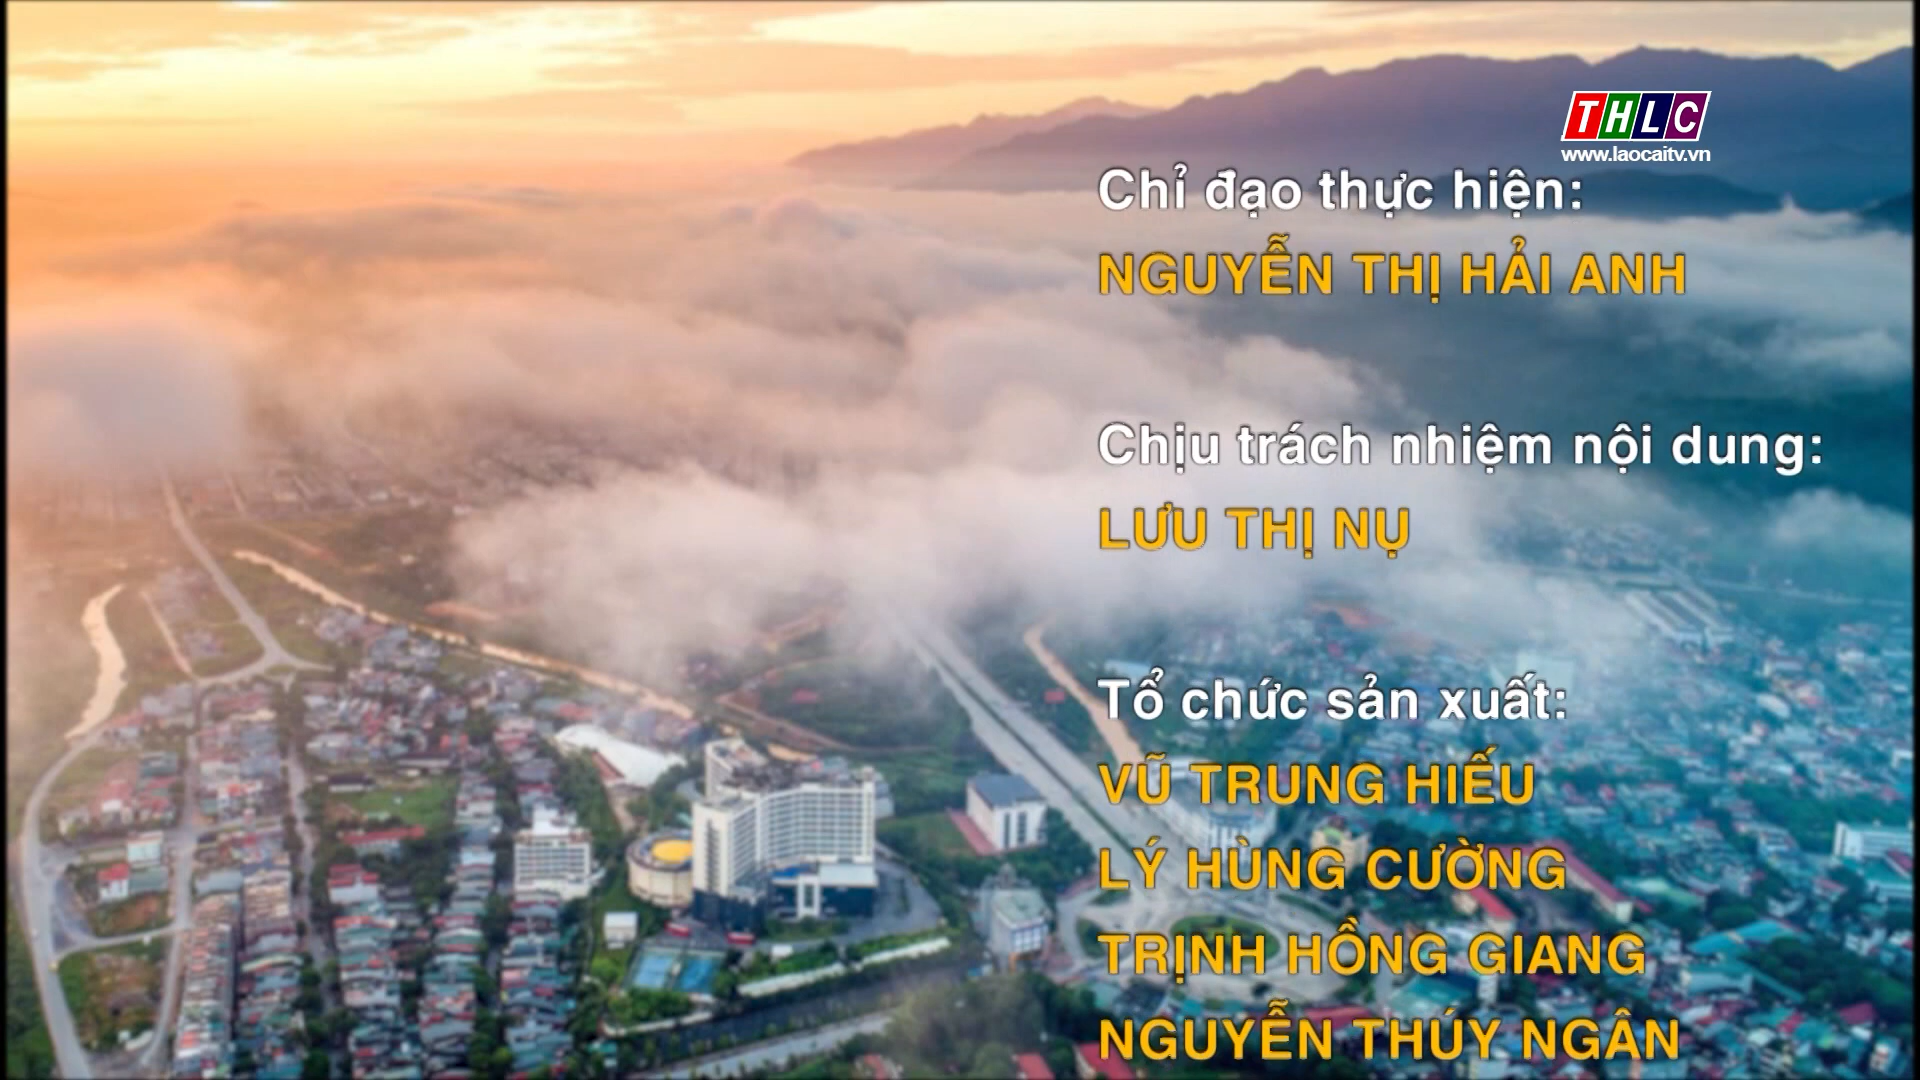 THLC
www.laocaitv.vn
Chỉ đạo thực hiện:
NGUYỄN THỊ HẢI ANH
Chịu trách nhiệm nội dung:
LƯU THỊ NỤ
Tổ chức sản xuất:
VŨ TRUNG HIẾU
LÝ HÙNG CƯỜNG
TRỊNH HỒNG GIANG
NGUYỄN THÚY NGÂN